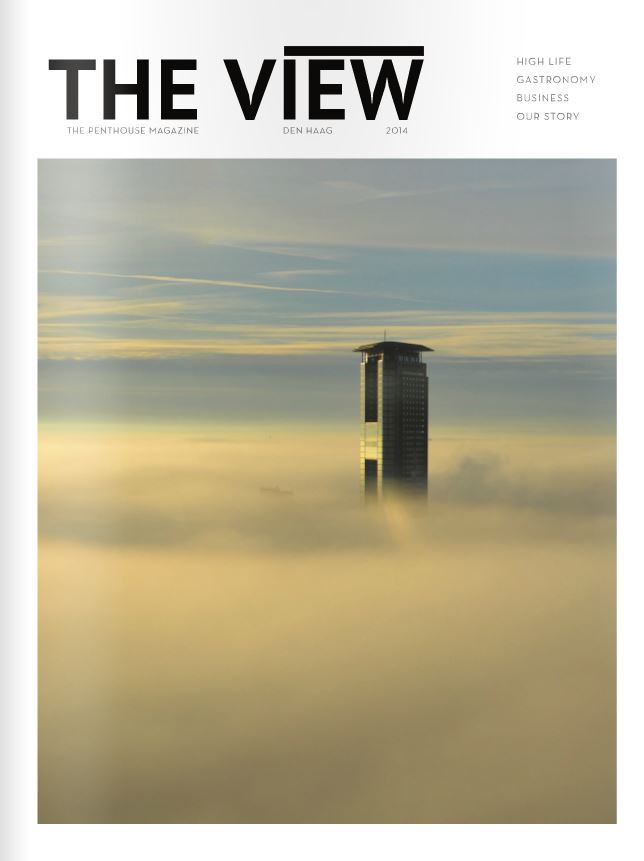 THE VIEW
THE PENTHOUSE MAGAZINE DEN HAAG 2014
HIGH LIFE
GASTRONOMY
BUSINESS
OUR STORY